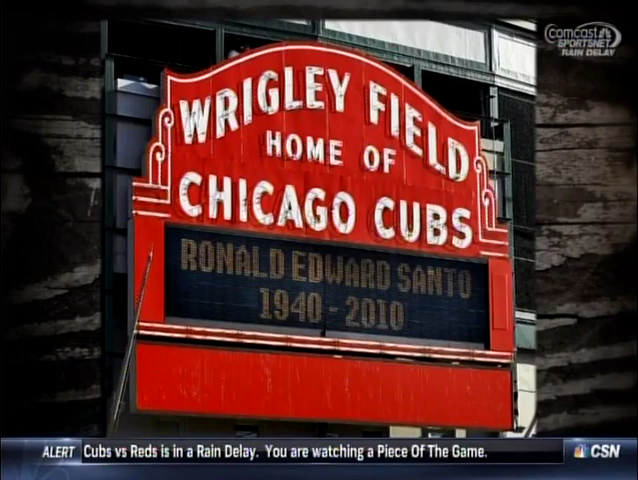 Comcast
SPORTSNET
RAIN DELAY
WRIGLEY FIELD
HOME OF
CHICAGO CUBS
RONALD EDWARD SANTO
1940 - 2010
ALERT Cubs vs Reds is in a Rain Delay. You are watching a Piece Of The Game. CSN